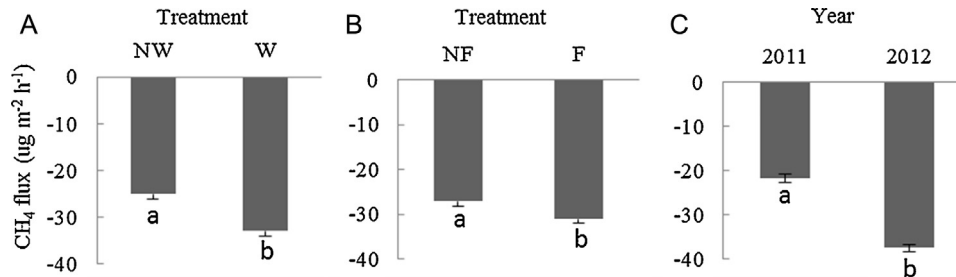 A
Treatment
NW W
0
-10
-20
-30
-40
CH4 flux (ug m-2 h-1)
a
b
B
Treatment
NF F
0
-10
-20
-30
-40
a
b
C
Year
2011 2012
0
-10
-20
-30
-40
a
b